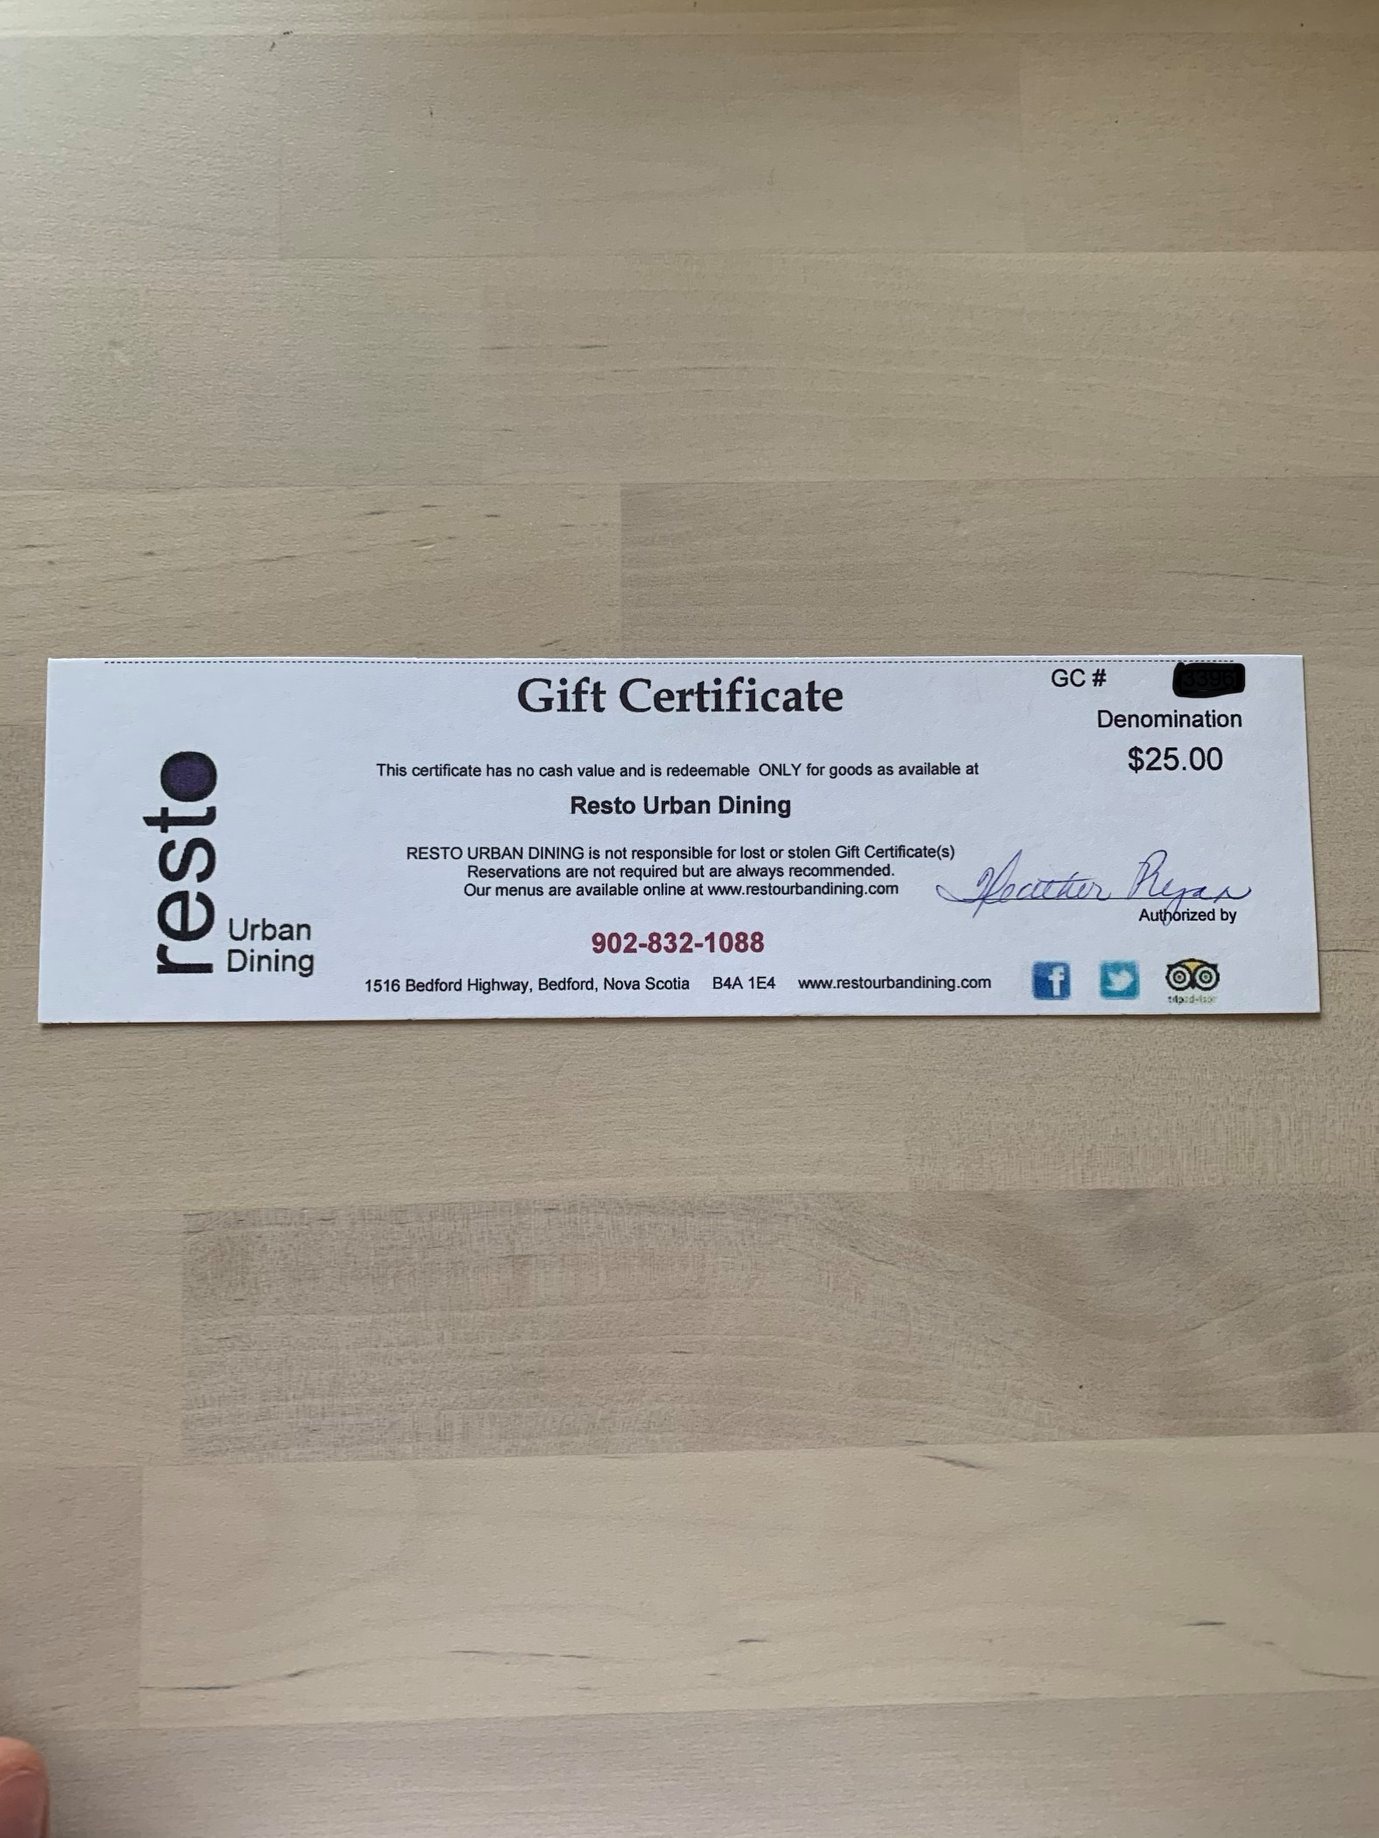 Gift Certificate
GC #
Denomination
$25.00
This certificate has no cash value and is redeemable ONLY for goods as available at
Resto Urban Dining
RESTO URBAN DINING is not responsible for lost or stolen Gift Certificate(s)
Reservations are not required but are always recommended.
Our menus are available online at www.restourbandining.com
Heather Ryan
Authorized by
902-832-1088
1516 Bedford Highway, Bedford, Nova Scotia B4A 1E4 www.restourbandining.com
resto
Urban
Dining